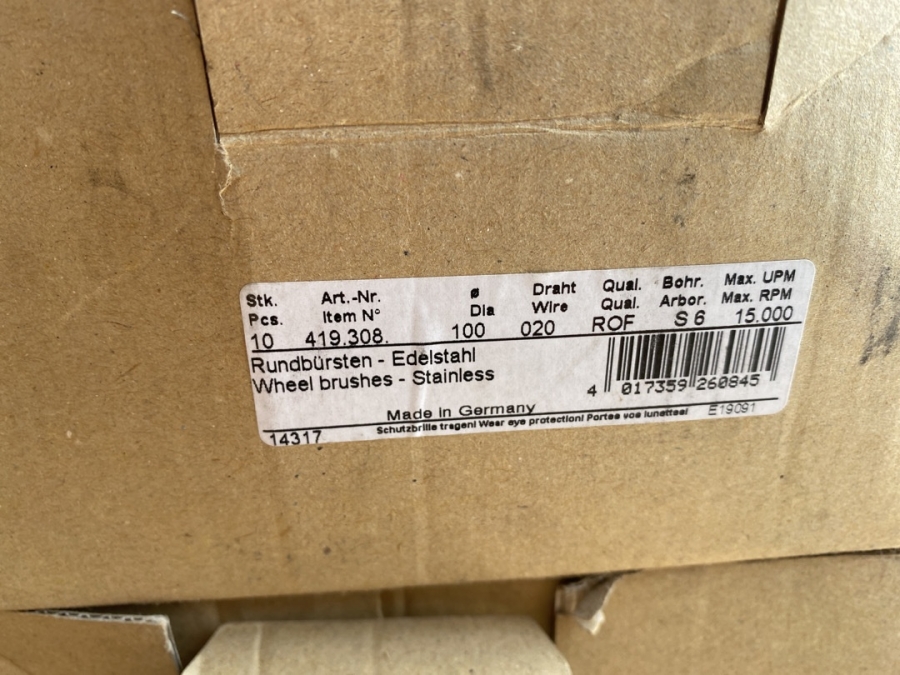 Stk. Art.-Nr. ø Draht Qual. Bohr. Max. UPM
Pcs. Item N° Dia Wire Qual. Arbor. Max. RPM
10 419.308. 100 020 ROF S 6 15.000
Rundbürsten - Edelstahl
Wheel brushes - Stainless
4 017359 260845
Made in Germany
14317 Schutzbrille tragen! Wear eye protection! Portez vos lunettes! E19091